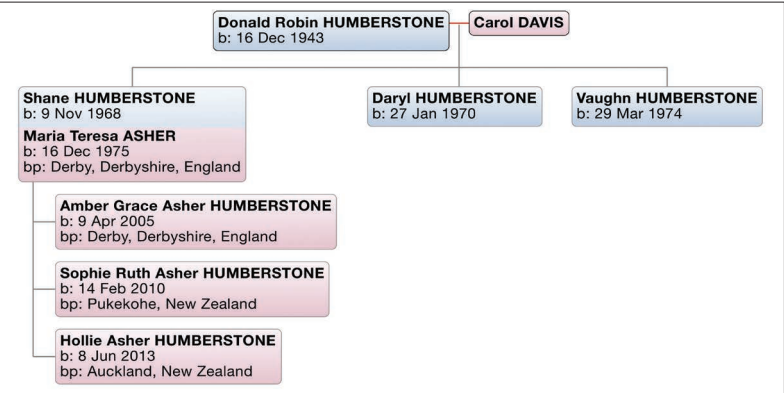 Donald Robin HUMBERSTONE
b: 16 Dec 1943
Carol DAVIS
Shane HUMBERSTONE
b: 9 Nov 1968
Maria Teresa ASHER
b: 16 Dec 1975
bp: Derby, Derbyshire, England
Daryl HUMBERSTONE
b: 27 Jan 1970
Vaughn HUMBERSTONE
b: 29 Mar 1974
Amber Grace Asher HUMBERSTONE
b: 9 Apr 2005
bp: Derby, Derbyshire, England
Sophie Ruth Asher HUMBERSTONE
b: 14 Feb 2010
bp: Pukekohe, New Zealand
Hollie Asher HUMBERSTONE
b: 8 Jun 2013
bp: Auckland, New Zealand